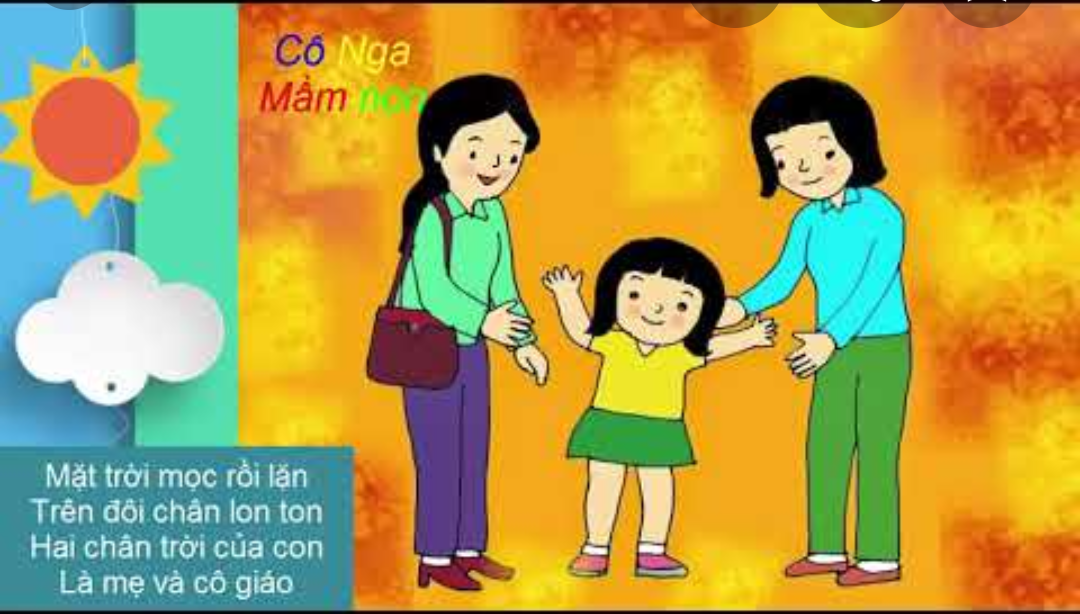 Cô Nga
Mầm non
Mặt trời mọc rồi lặn
Trên đôi chân lon ton
Hai chân trời của con
Là mẹ và cô giáo